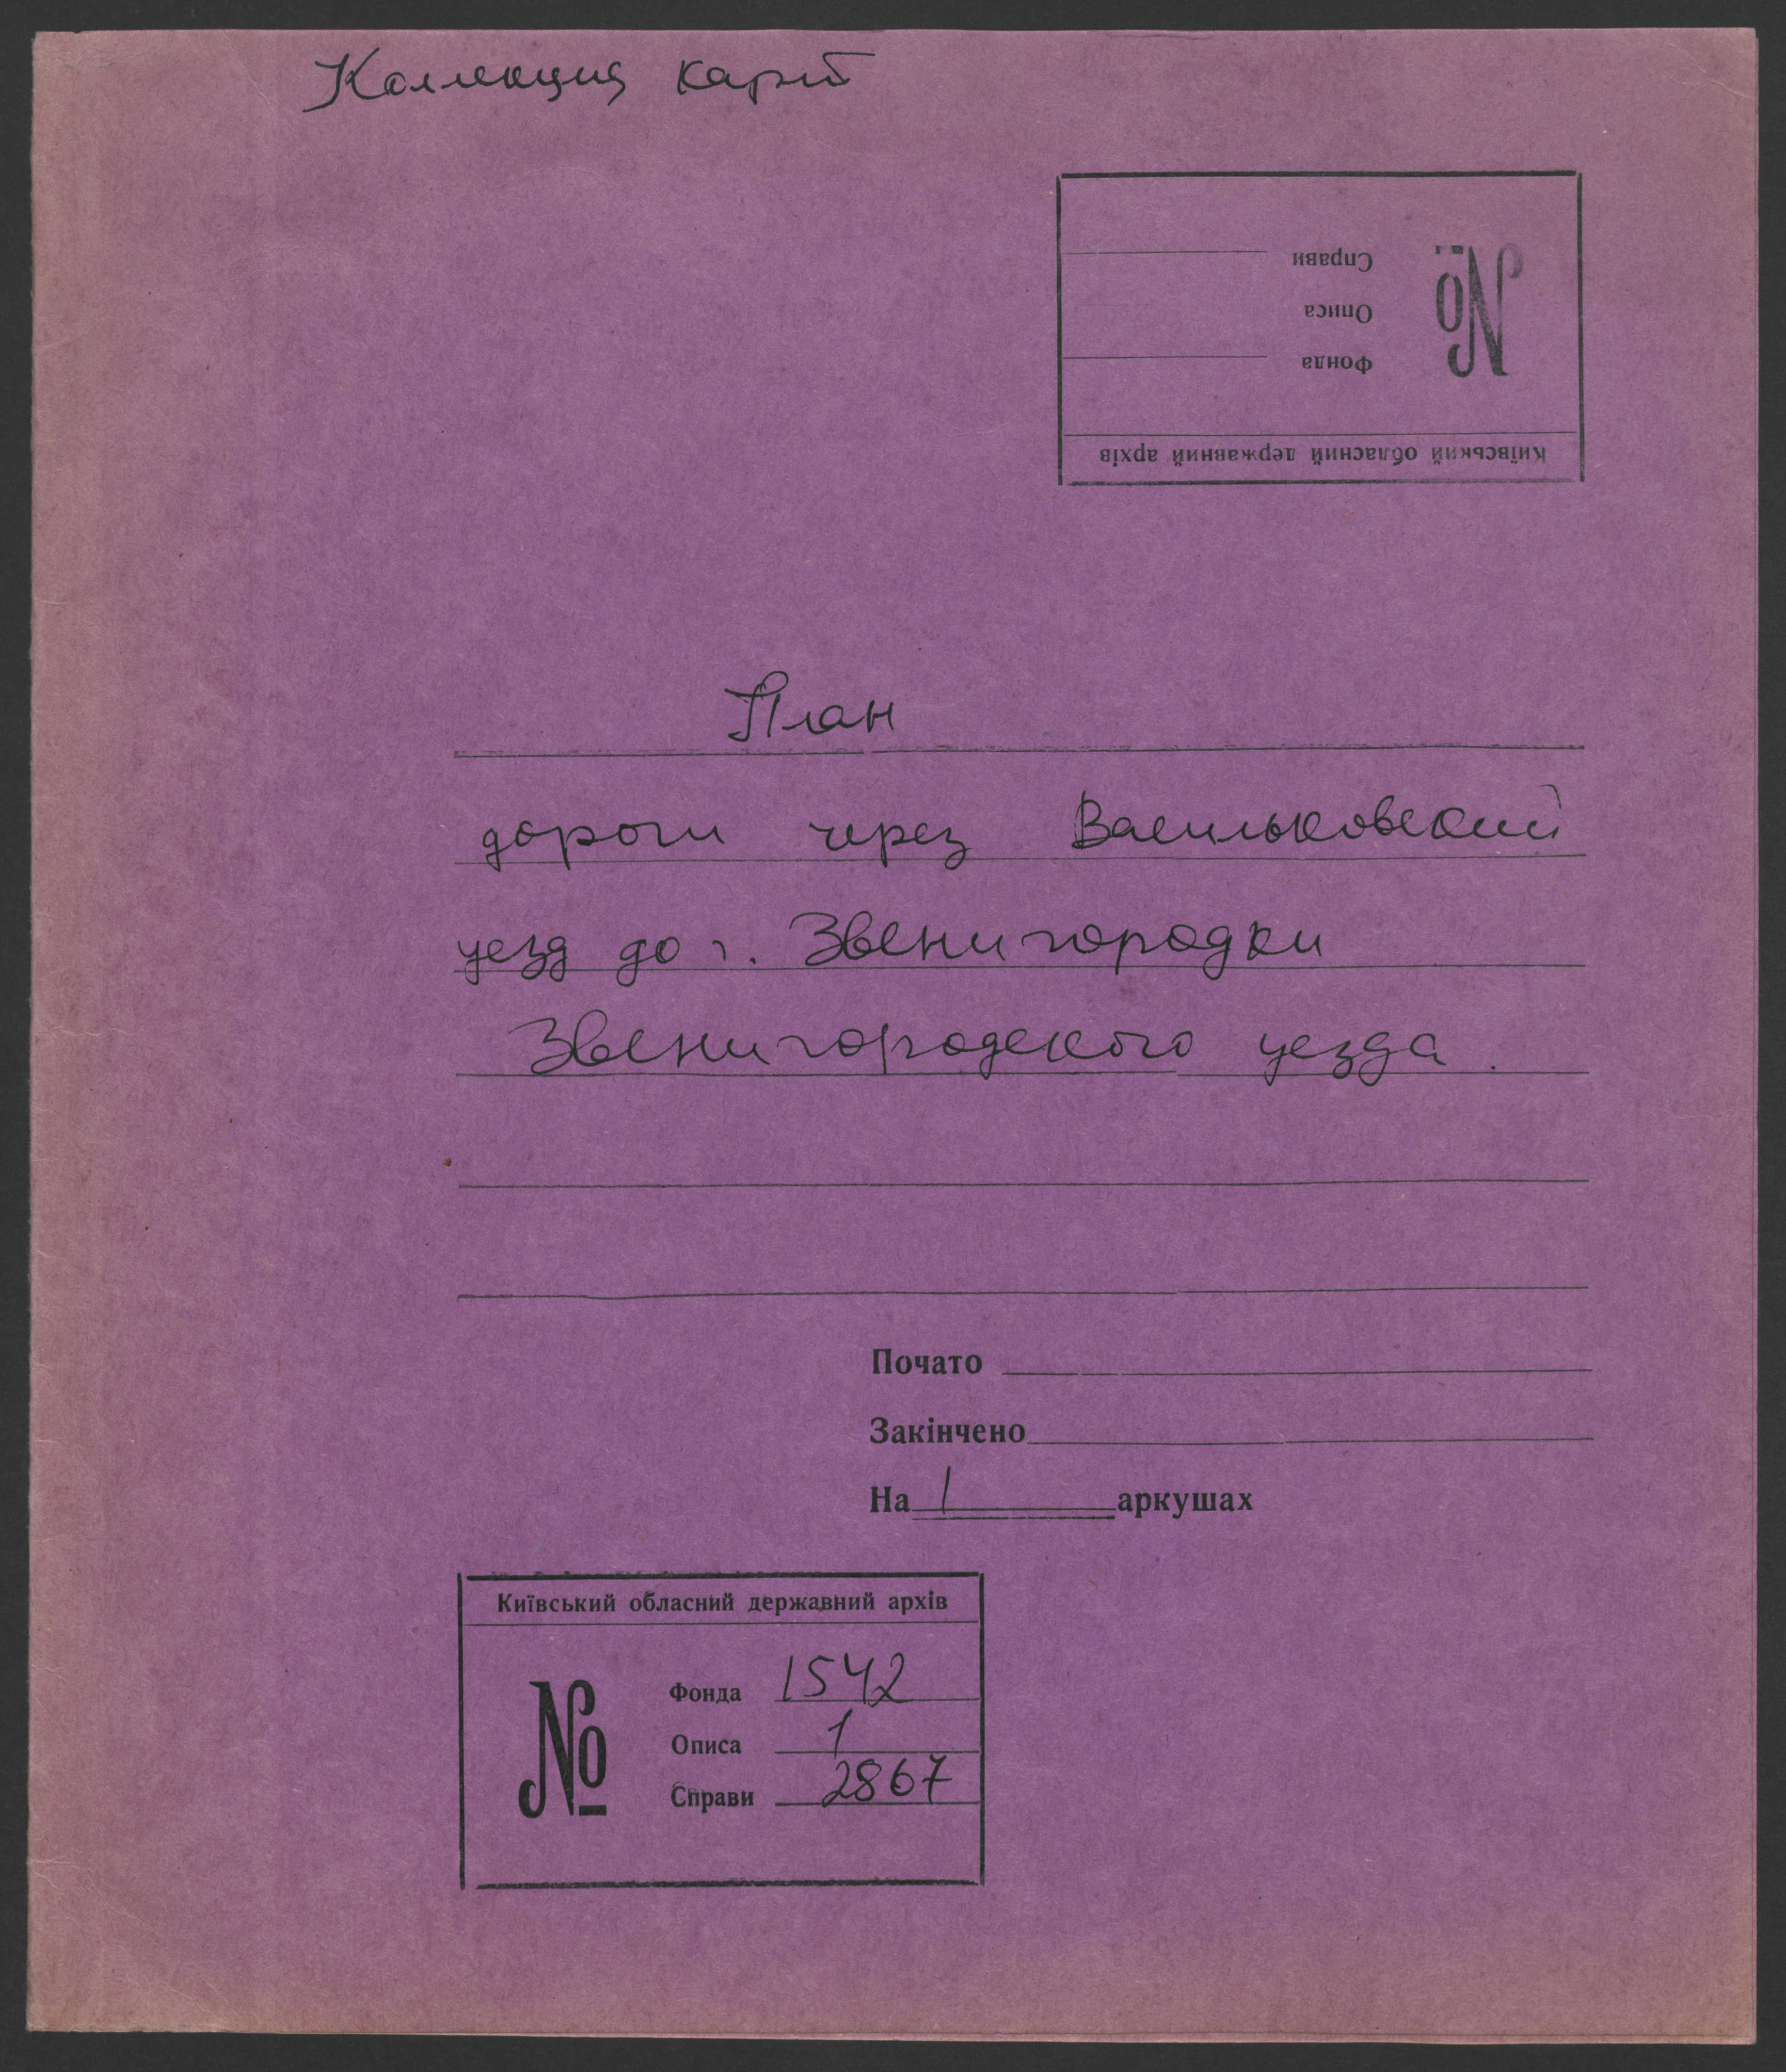 Коллекция карт
Справи
Описа
Фонда
№
Київський обласний державний архів
План
дороги через Васильковский
уезд до г. Звенигородки
Звенигородского уезда.
Почато
Закінчено
На 1 аркушах
Київський обласний державний архів
№
Фонда 1542
Описа 1
Справи 2867